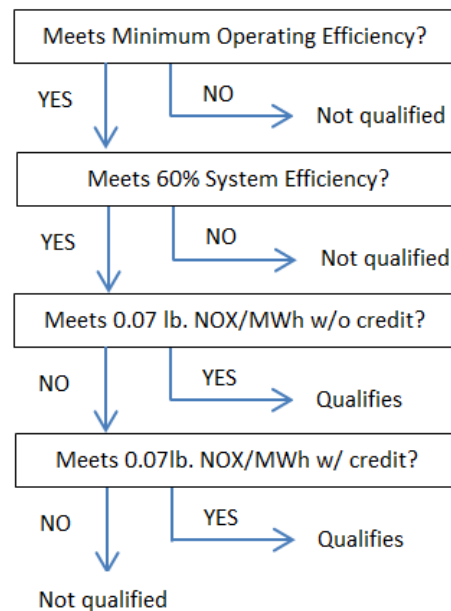 Meets Minimum Operating Efficiency?
YES
NO
Not qualified
Meets 60% System Efficiency?
YES
NO
Not qualified
Meets 0.07 lb. NOX/MWh w/o credit?
NO
YES
Qualifies
Meets 0.07lb. NOX/MWh w/ credit?
NO
YES
Qualifies
Not qualified